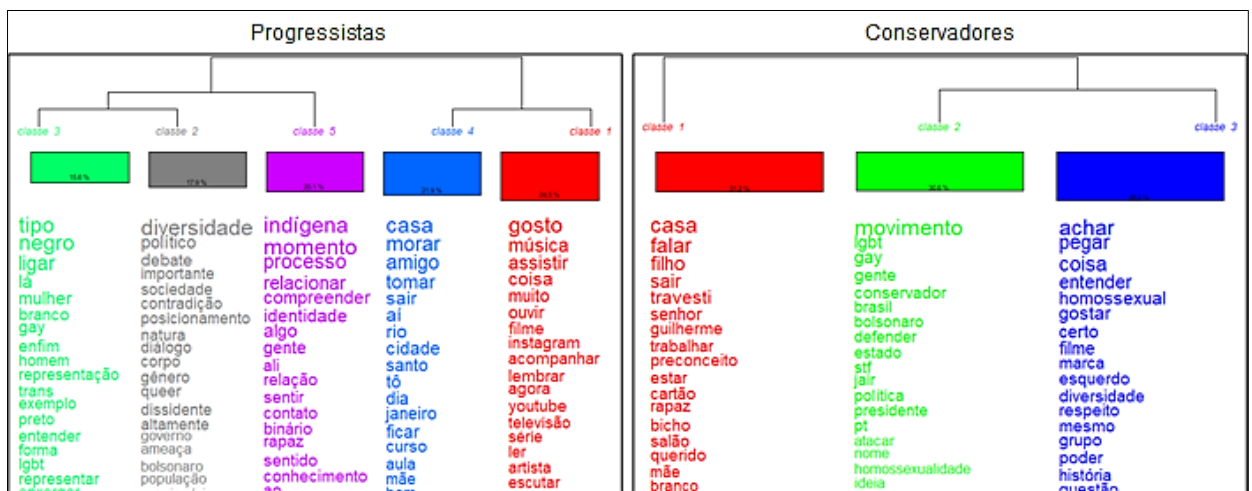 Progressistas
classe 3
classe 2
classe 5
classe 4
classe 1
tipo
negro
ligar
lá
mulher
branco
gay
enfim
homem
representação
trans
exemplo
preto
entender
forma
lgbt
representar
diversidade
político
debate
importante
sociedade
contradição
posicionamento
natura
diálogo
corpo
gênero
queer
dissidente
altamente
governo
ameaça
bolsonaro
população
indígena
momento
processo
relacionar
compreender
identidade
algo
gente
ali
relação
sentir
contato
binário
rapaz
sentido
conhecimento
casa
morar
amigo
tomar
sair
aí
rio
cidade
santo
tô
dia
janeiro
ficar
curso
aula
mãe
gosto
música
assistir
coisa
muito
ouvir
filme
instagram
acompanhar
lembrar
agora
youtube
televisão
série
ler
artista
escutar
Conservadores
classe 1
classe 2
classe 3
casa
falar
filho
sair
travesti
senhor
guilherme
trabalhar
preconceito
estar
cartão
rapaz
bicho
salão
querido
mãe
branco
movimento
lgbt
gay
gente
conservador
brasil
bolsonaro
defender
estado
stf
jair
política
presidente
pt
atacar
nome
homossexualidade
ideia
achar
pegar
coisa
entender
homossexual
gostar
certo
filme
marca
esquerdo
diversidade
respeito
mesmo
grupo
poder
história
questão